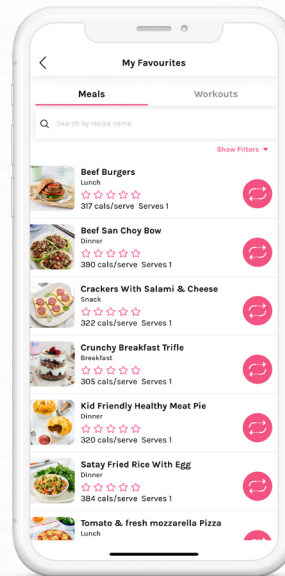 My Favourites
Meals Workouts
Search by recipe name
Show Filters
Beef Burgers
Lunch
317 cals/serve Serves 1
Beef San Choy Bow
Dinner
390 cals/serve Serves 1
Crackers With Salami & Cheese
Snack
322 cals/serve Serves 1
Crunchy Breakfast Trifle
Breakfast
305 cals/serve Serves 1
Kid Friendly Healthy Meat Pie
Dinner
320 cals/serve Serves 1
Satay Fried Rice With Egg
Dinner
384 cals/serve Serves 1
Tomato & fresh mozzarella Pizza
Lunch